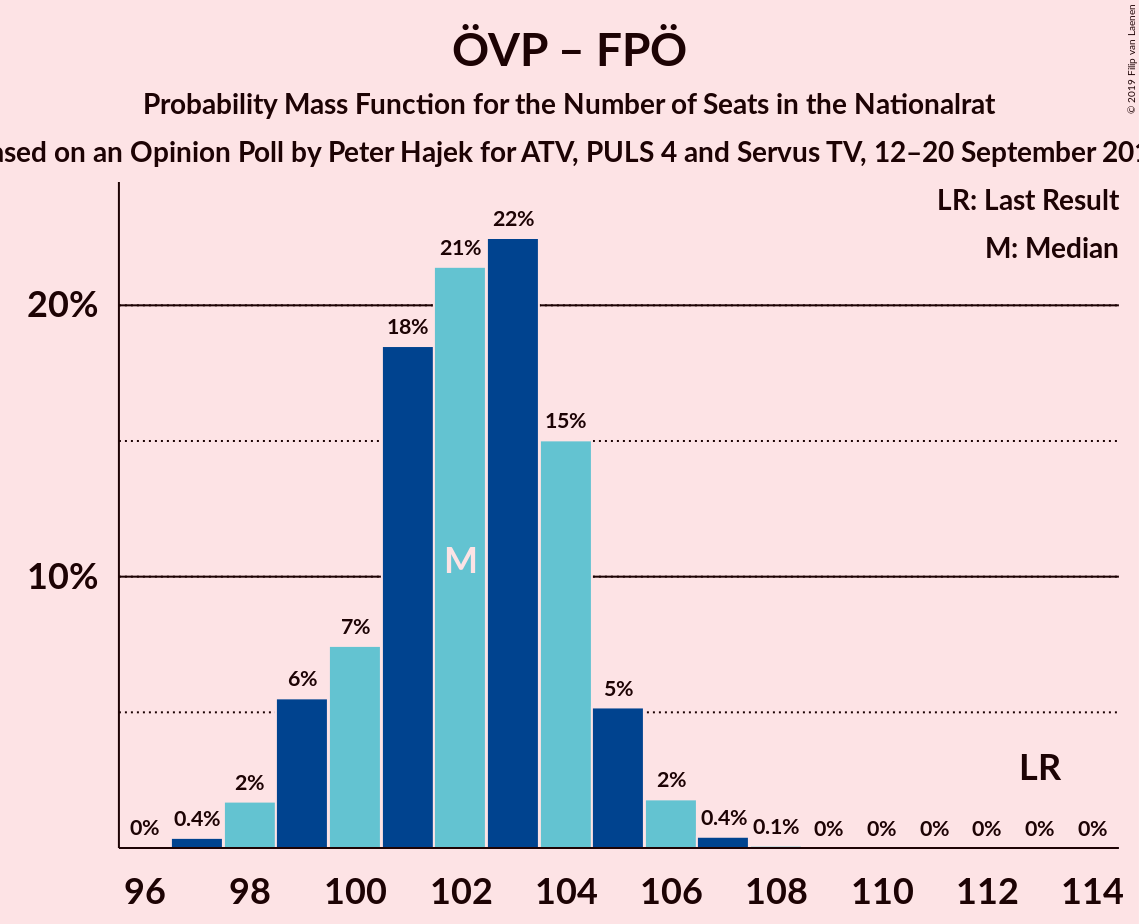 ÖVP – FPÖ
Probability Mass Function for the Number of Seats in the Nationalrat
on an Opinion Poll by Peter Hajek for ATV, PULS 4 and Servus TV, 12–20 September
© 2019 Filip van Laenen
LR: Last Result
M: Median
20%
10%
0% 0.4% 2% 6% 7% 18% 21% 22% 15% 5% 2% 0.4% 0.1% 0% 0% 0% 0% 0% 0%
M
LR
96 98 100 102 104 106 108 110 112 114